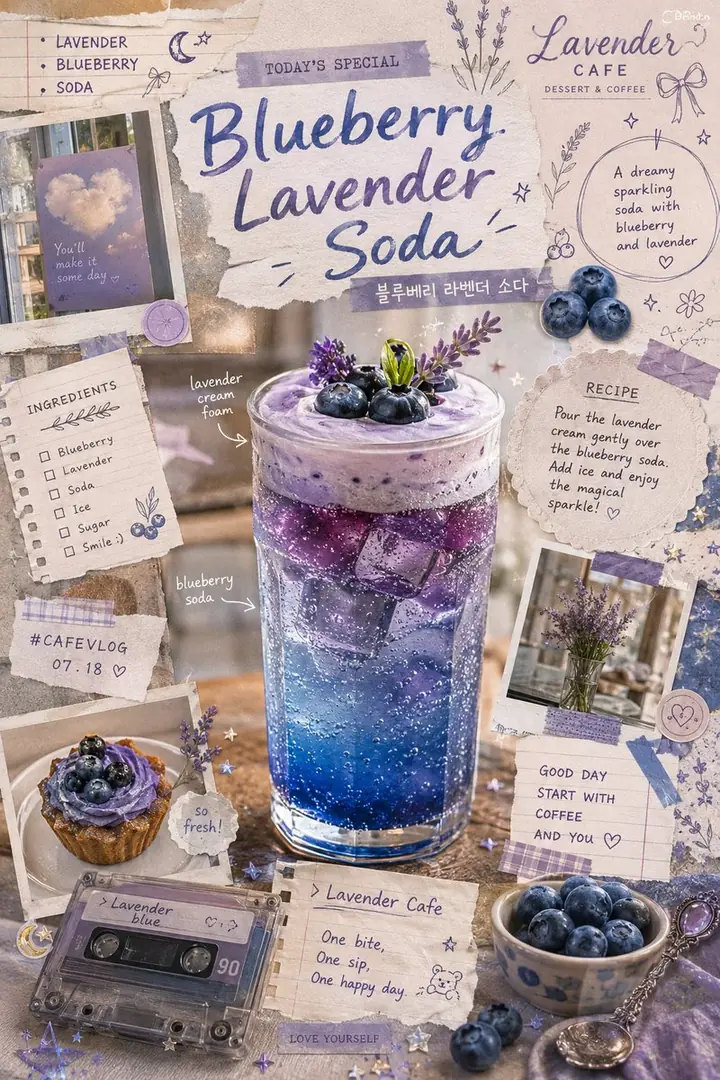 • LAVENDER
• BLUEBERRY
• SODA
TODAY'S SPECIAL
Blueberry
Lavender
Soda
블루베리 라벤더 소다
Lavender
CAFE
DESSERT & COFFEE
A dreamy
sparkling
soda with
blueberry
and lavender
You'll
make it
some day
INGREDIENTS
Blueberry
Lavender
Soda
Ice
Sugar
Smile :)
lavender
cream
foam
blueberry
soda
RECIPE
Pour the lavender
cream gently over
the blueberry soda.
Add ice and enjoy
the magical
sparkle!
#CAFEVLOG
07.18
so
fresh!
GOOD DAY
START WITH
COFFEE
AND YOU
> Lavender
blue
90
> Lavender Cafe
One bite,
One sip,
One happy day.
LOVE YOURSELF